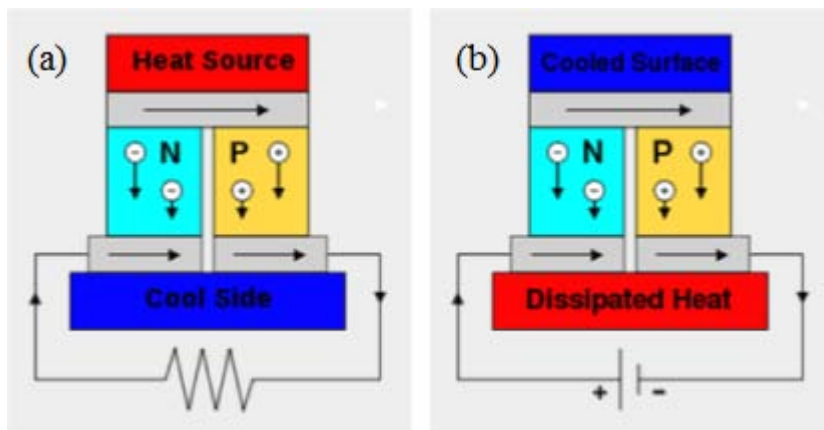 (a)
Heat Source
N P
Cool Side
(b)
Cooled Surface
N P
Dissipated Heat
+ -